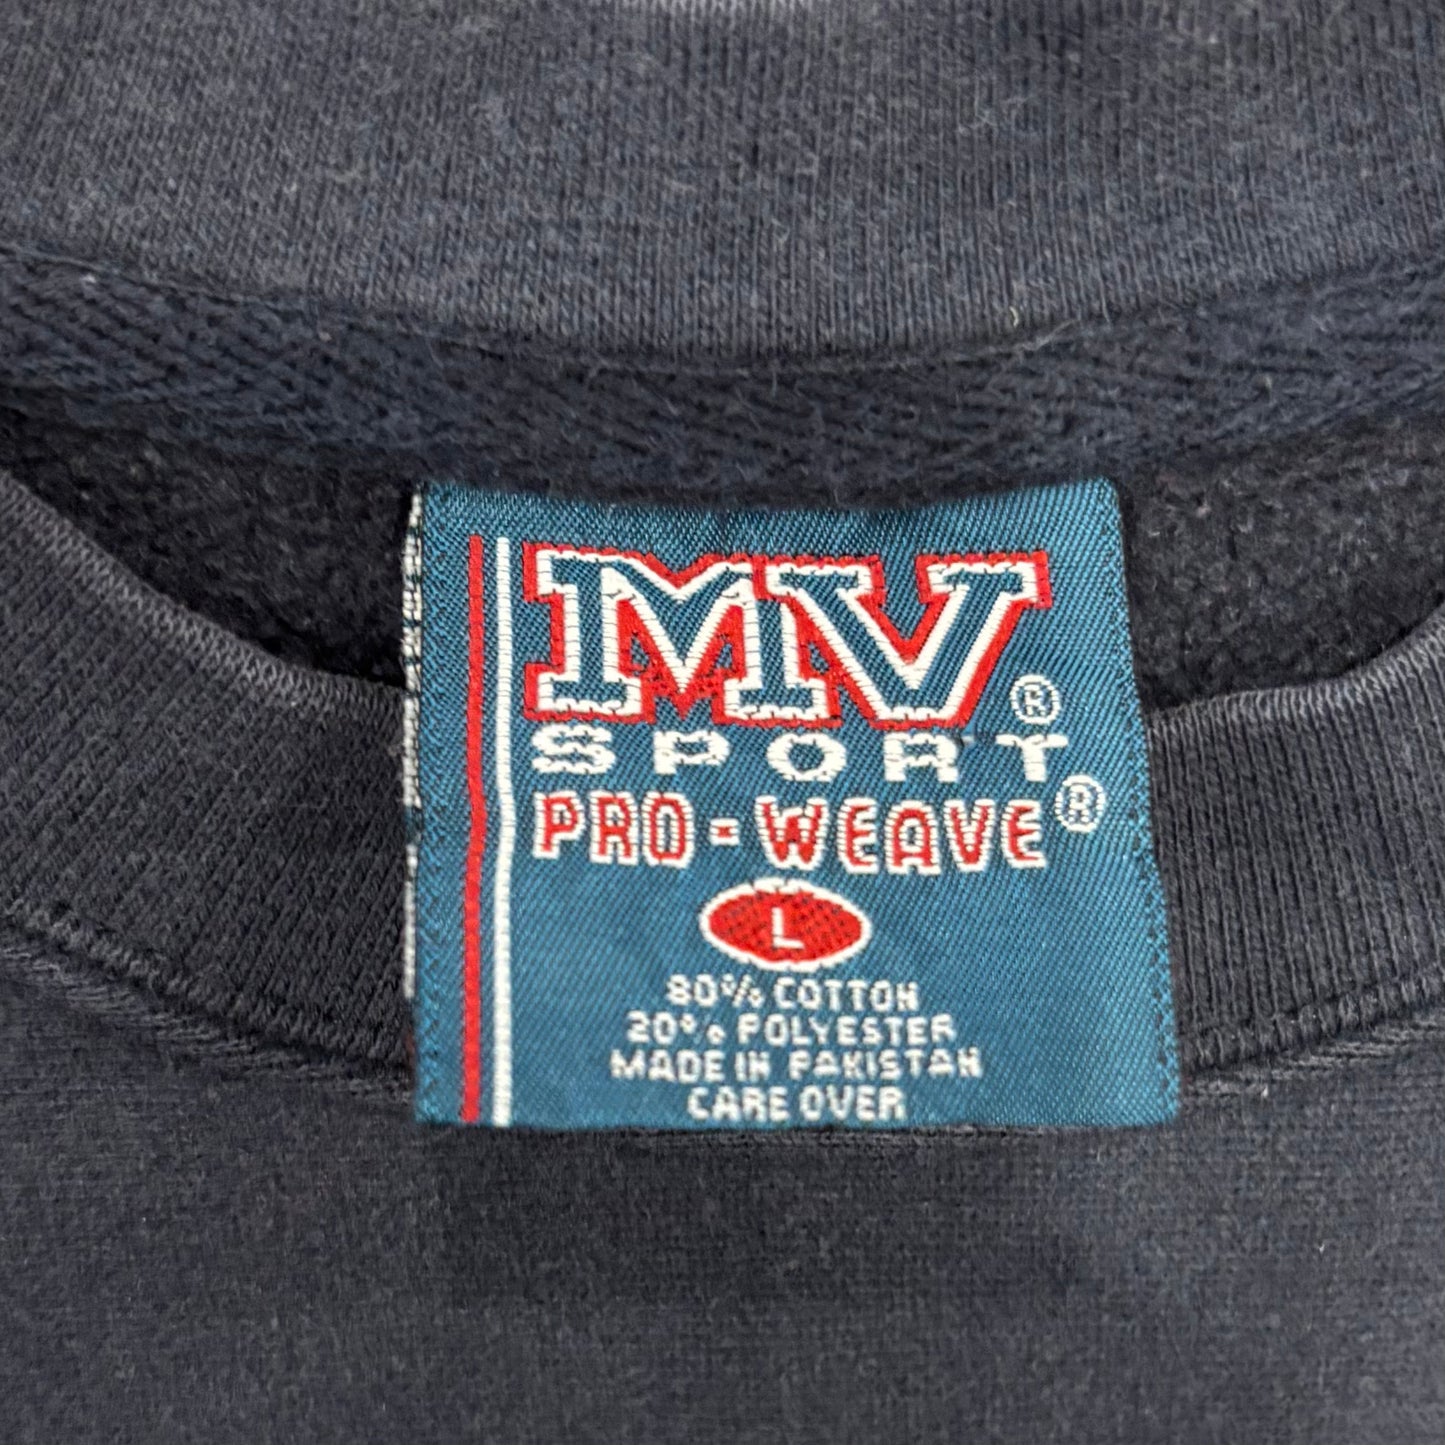 MV®
SPORT
PRO-WEAVE®
L
80% COTTON
20% POLYESTER
MADE IN PAKISTAN
CARE OVER